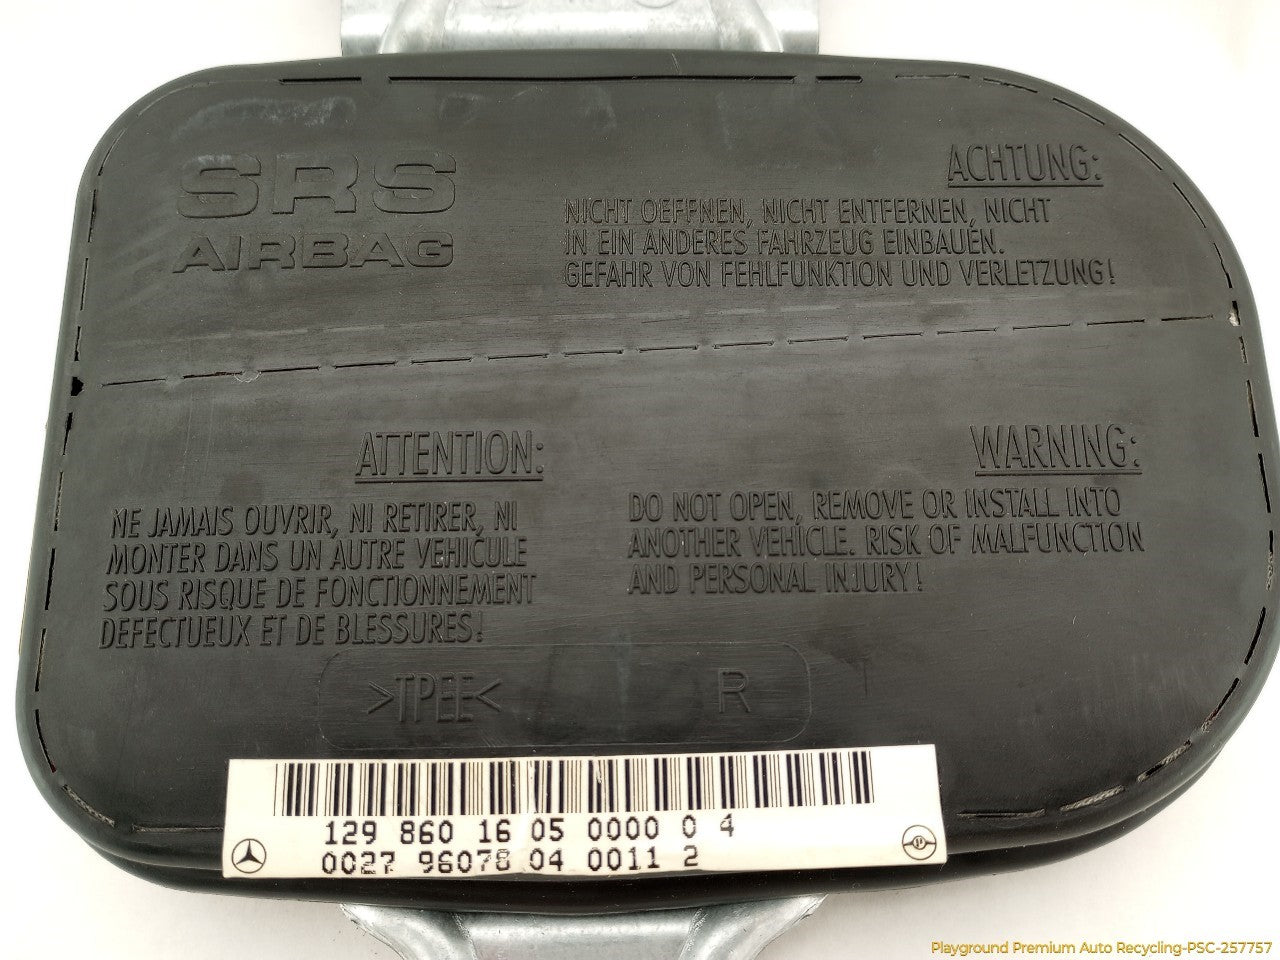 SRS
AIRBAG
ACHTUNG:
NICHT OEFFNEN, NICHT ENTFERNEN, NICHT
IN EIN ANDERES FAHRZEUG EINBAUEN.
GEFAHR VON FEHLFUNKTION UND VERLETZUNG!
ATTENTION:
NE JAMAIS OUVRIR, NI RETIRER, NI
MONTER DANS UN AUTRE VEHICULE
SOUS RISQUE DE FONCTIONNEMENT
DEFECTUEUX ET DE BLESSURES!
WARNING:
DO NOT OPEN, REMOVE OR INSTALL INTO
ANOTHER VEHICLE. RISK OF MALFUNCTION
AND PERSONAL INJURY!
>TPEE< R
129 860 16 05 0000 0 4
0027 96078 04 0011 2
Playground Premium Auto Recycling-PSC-257757